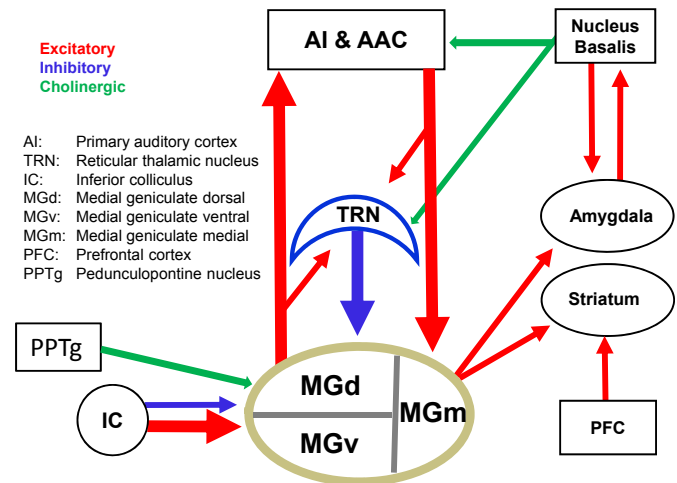 AI & AAC
Nucleus
Basalis
Excitatory
Inhibitory
Cholinergic
AI: Primary auditory cortex
TRN: Reticular thalamic nucleus
IC: Inferior colliculus
MGd: Medial geniculate dorsal
MGv: Medial geniculate ventral
MGm: Medial geniculate medial
PFC: Prefrontal cortex
PPTg Pedunculopontine nucleus
TRN
Amygdala
Striatum
PPTg
MGd
MGm
IC
MGv
PFC